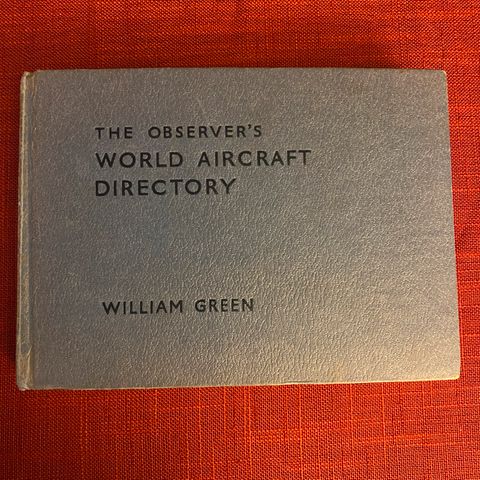 THE OBSERVER'S
WORLD AIRCRAFT
DIRECTORY
WILLIAM GREEN